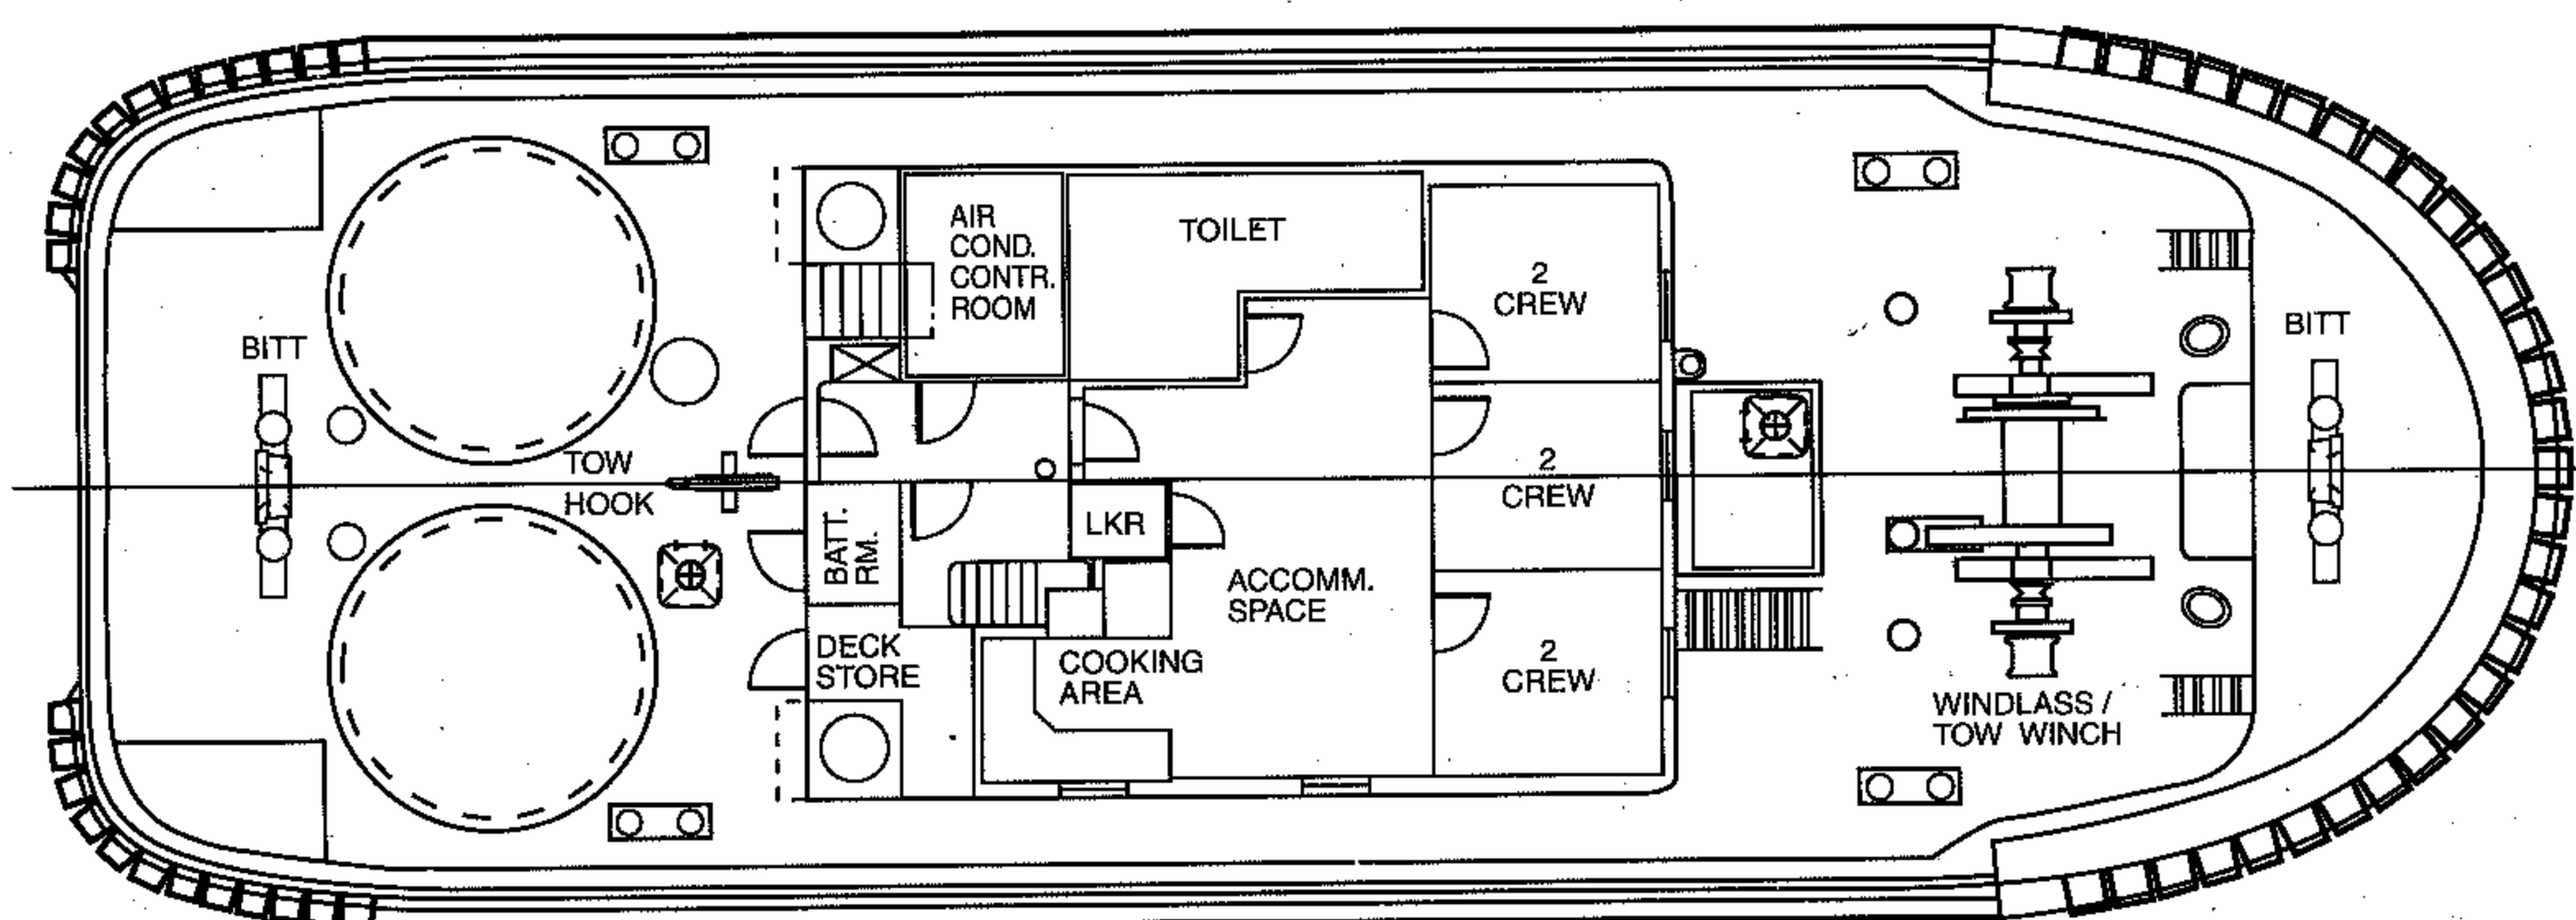 BITT
TOW
HOOK
AIR
COND.
CONTR.
ROOM
TOILET
2
CREW
2
CREW
2
CREW
BATT.
RM.
LKR
DECK
STORE
COOKING
AREA
ACCOMM.
SPACE
WINDLASS /
TOW WINCH
BITT